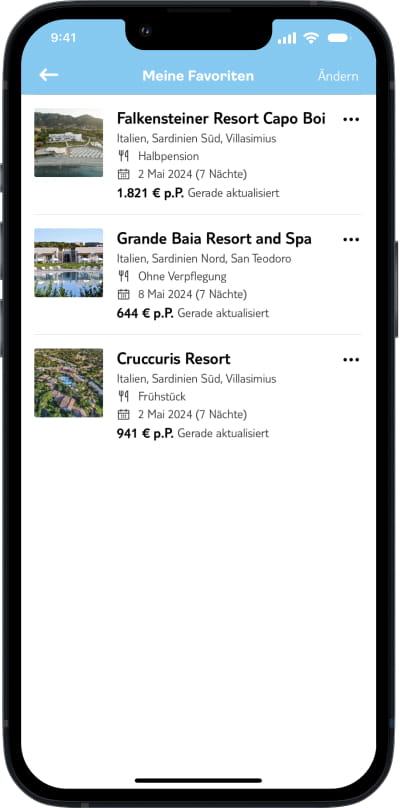 9:41
Meine Favoriten
Ändern
Falkensteiner Resort Capo Boi
Italien, Sardinien Süd, Villasimius
Halbpension
2 Mai 2024 (7 Nächte)
1.821 € p.P. Gerade aktualisiert
Grande Baia Resort and Spa
Italien, Sardinien Nord, San Teodoro
Ohne Verpflegung
8 Mai 2024 (7 Nächte)
644 € p.P. Gerade aktualisiert
Cruccuris Resort
Italien, Sardinien Süd, Villasimius
Frühstück
2 Mai 2024 (7 Nächte)
941 € p.P. Gerade aktualisiert